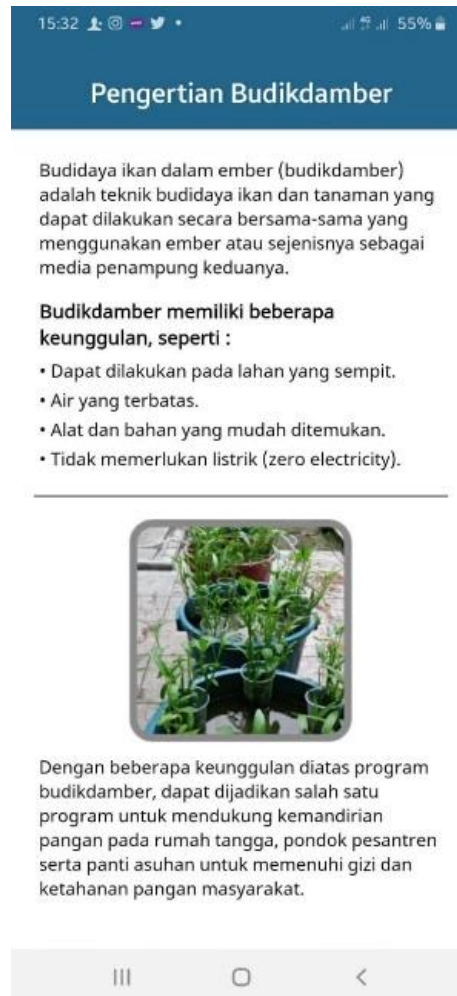 15:32
55%
Pengertian Budikdamber
Budidaya ikan dalam ember (budikdamber)
adalah teknik budidaya ikan dan tanaman yang
dapat dilakukan secara bersama-sama yang
menggunakan ember atau sejenisnya sebagai
media penampung keduanya.
Budikdamber memiliki beberapa
keunggulan, seperti :
• Dapat dilakukan pada lahan yang sempit.
• Air yang terbatas.
• Alat dan bahan yang mudah ditemukan.
• Tidak memerlukan listrik (zero electricity).
Dengan beberapa keunggulan diatas program
budikdamber, dapat dijadikan salah satu
program untuk mendukung kemandirian
pangan pada rumah tangga, pondok pesantren
serta panti asuhan untuk memenuhi gizi dan
ketahanan pangan masyarakat.